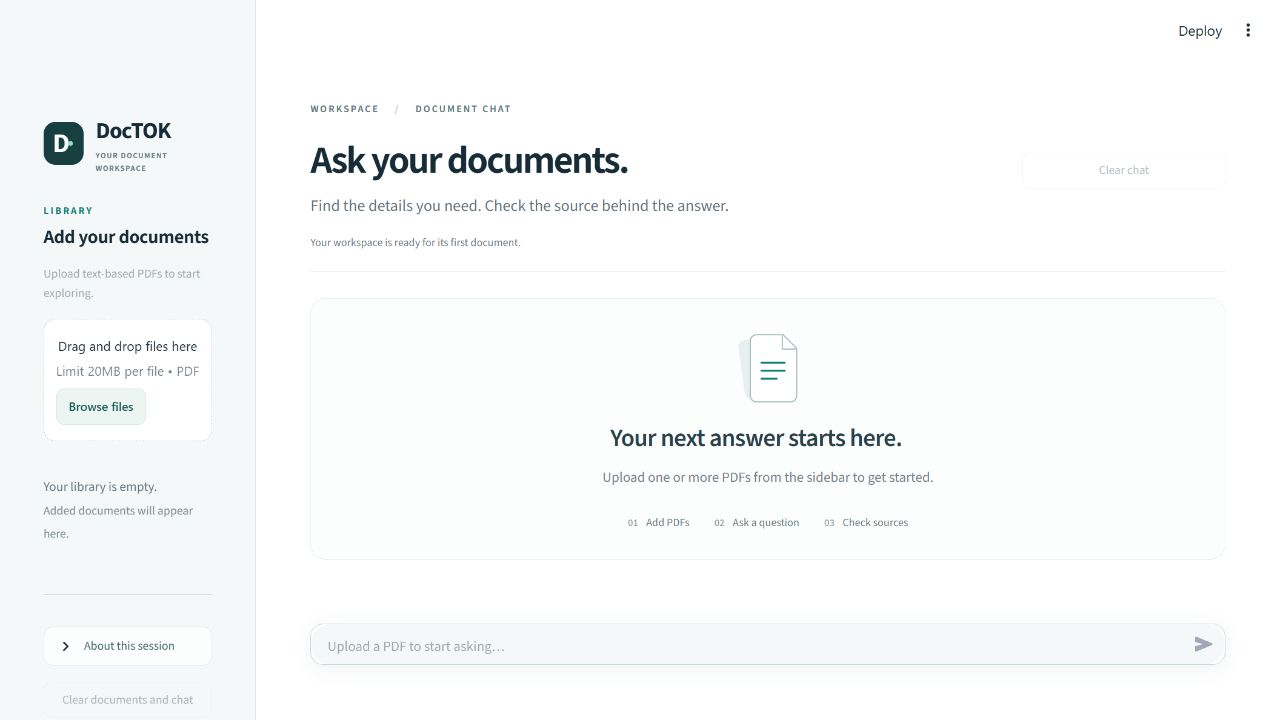 Deploy
D
DocTOK
YOUR DOCUMENT
WORKSPACE
LIBRARY
Add your documents
Upload text-based PDFs to start
exploring.
Drag and drop files here
Limit 20MB per file • PDF
Browse files
Your library is empty.
Added documents will appear
here.
About this session
Clear documents and chat
WORKSPACE / DOCUMENT CHAT
Ask your documents.
Clear chat
Find the details you need. Check the source behind the answer.
Your workspace is ready for its first document.
Your next answer starts here.
Upload one or more PDFs from the sidebar to get started.
01 Add PDFs 02 Ask a question 03 Check sources
Upload a PDF to start asking...